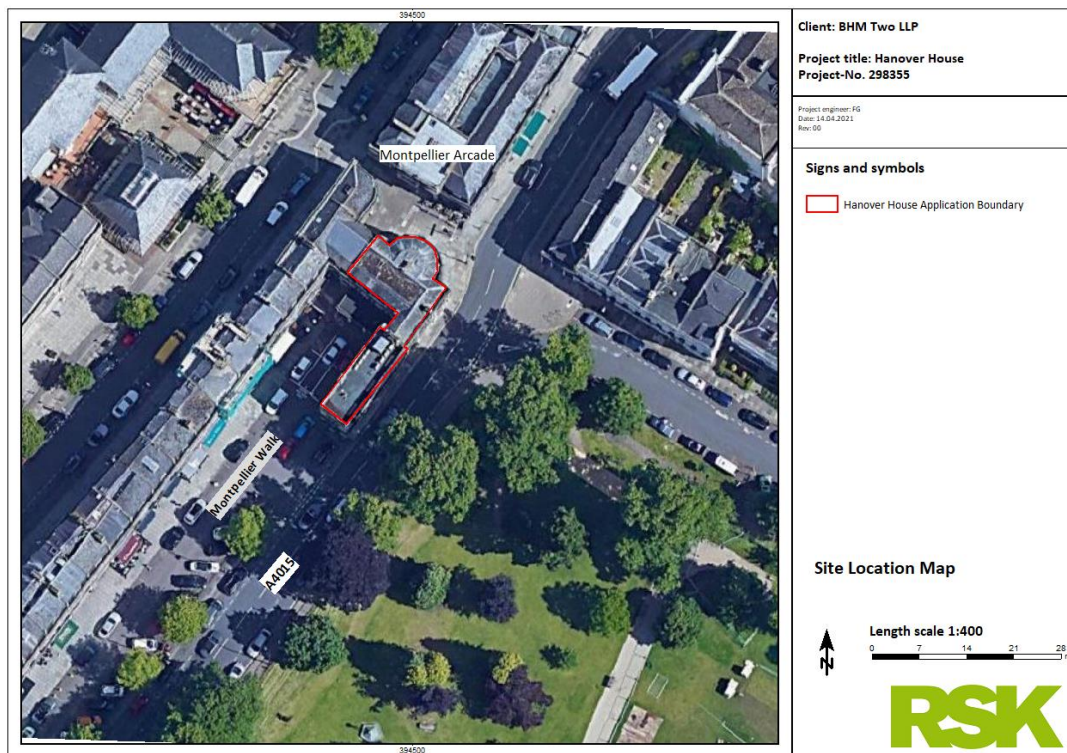 394500
Client: BHM Two LLP
Project title: Hanover House
Project-No. 298355
Project engineer: FG
Date: 14.04.2021
Rev: 00
Signs and symbols
Hanover House Application Boundary
Montpellier Arcade
Montpellier Walk
A4015
Site Location Map
N
Length scale 1:400
0 7 14 21 28
RSK
394500